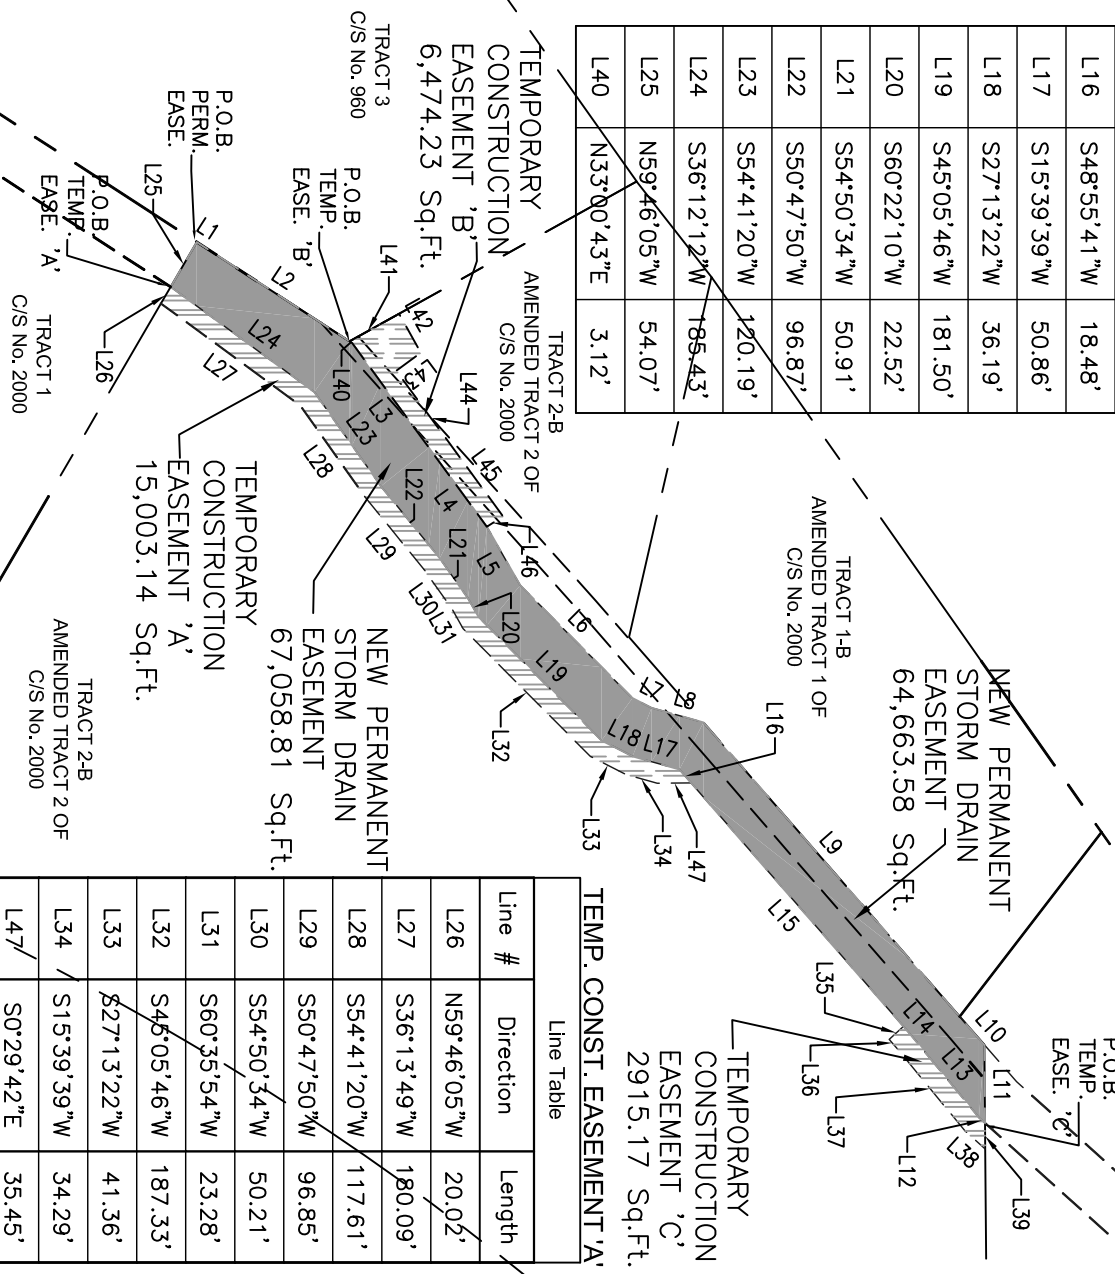 L16 S48°55'41"W 18.48'
L17 S15°39'39"W 50.86'
L18 S27°13'22"W 36.19'
L19 S45°05'46"W 181.50'
L20 S60°22'10"W 22.52'
L21 S54°50'34"W 50.91'
L22 S50°47'50"W 96.87'
L23 S54°41'20"W 120.19'
L24 S36°12'12"W 185.43'
L25 N59°46'05"W 54.07'
L40 N33°00'43"E 3.12'
TRACT 3
C/S No. 960
TEMPORARY
CONSTRUCTION
EASEMENT 'B'
6,474.23 Sq.Ft.
P.O.B.
PERM.
EASE.
P.O.B.
TEMP.
EASE. 'A'
P.O.B.
TEMP.
EASE. 'B'
TRACT 1
C/S No. 2000
TRACT 2-B
AMENDED TRACT 2 OF
C/S No. 2000
TRACT 1-B
AMENDED TRACT 1 OF
C/S No. 2000
NEW PERMANENT
STORM DRAIN
EASEMENT
64,663.58 Sq.Ft.
P.O.B.
TEMP.
EASE. 'C'
TEMPORARY
CONSTRUCTION
EASEMENT 'A'
15,003.14 Sq.Ft.
NEW PERMANENT
STORM DRAIN
EASEMENT
67,058.81 Sq.Ft.
TRACT 2-B
AMENDED TRACT 2 OF
C/S No. 2000
TEMPORARY
CONSTRUCTION
EASEMENT 'C'
2915.17 Sq.Ft.
L1
L2
L3
L4
L5
L6
L7
L8
L9
L10
L11
L12
L13
L14
L15
L16
L17
L18
L19
L20
L21
L22
L23
L24
L25
L26
L27
L28
L29
L30
L31
L32
L33
L34
L35
L36
L37
L38
L39
L40
L41
L42
L43
L44
L45
L46
L47
TEMP. CONST. EASEMENT 'A'
Line Table
Line # Direction Length
L26 N59°46'05"W 20.02'
L27 S36°13'49"W 180.09'
L28 S54°41'20"W 117.61'
L29 S50°47'50"W 96.85'
L30 S54°50'34"W 50.21'
L31 S60°35'54"W 23.28'
L32 S45°05'46"W 187.33'
L33 S27°13'22"W 41.36'
L34 S15°39'39"W 34.29'
L47 S0°29'42"E 35.45'